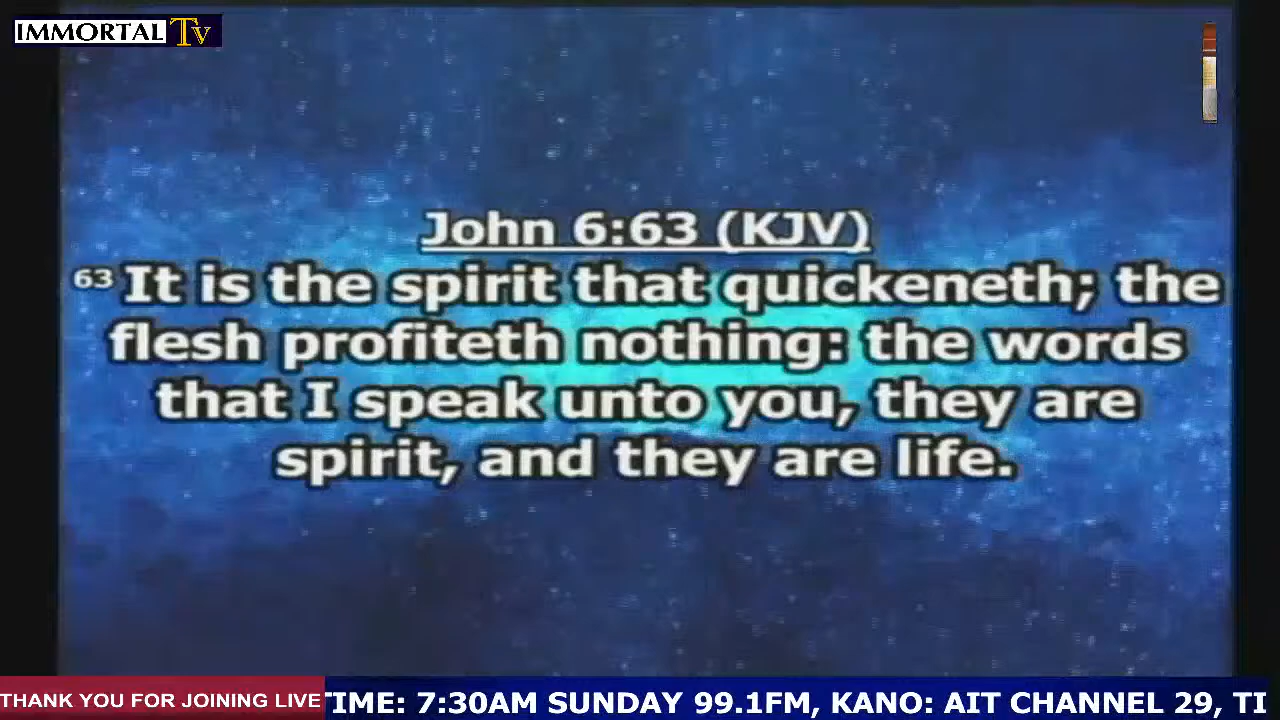 IMMORTAL Tv
John 6:63 (KJV)
63 It is the spirit that quickeneth; the
flesh profiteth nothing: the words
that I speak unto you, they are
spirit, and they are life.
THANK YOU FOR JOINING LIVE
TIME: 7:30AM SUNDAY 99.1FM, KANO: AIT CHANNEL 29, TI